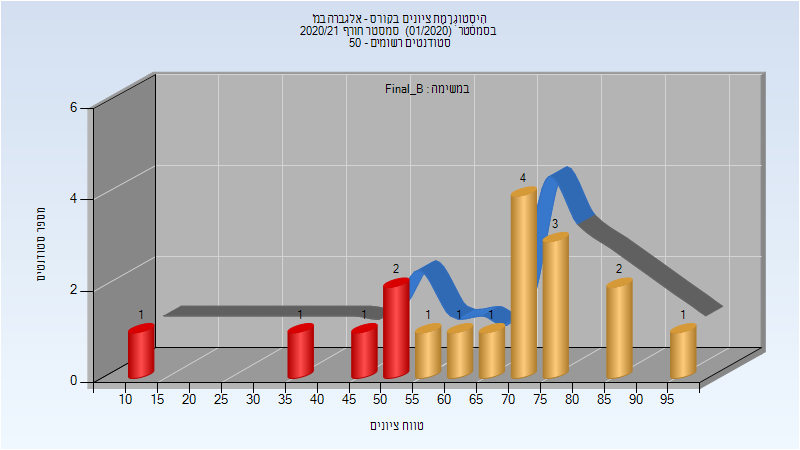 היסטוגרמת ציונים בקורס - אלגברה במ'
בסמסטר (01/2020) סמסטר חורף 2020/21
סטודנטים רשומים - 50
במשימה : Final_B
מספר סטודנטים
6
4
2
0
1
1
1
2
1
1
1
4
3
2
1
10 15 20 25 30 35 40 45 50 55 60 65 70 75 80 85 90 95
טווח ציונים